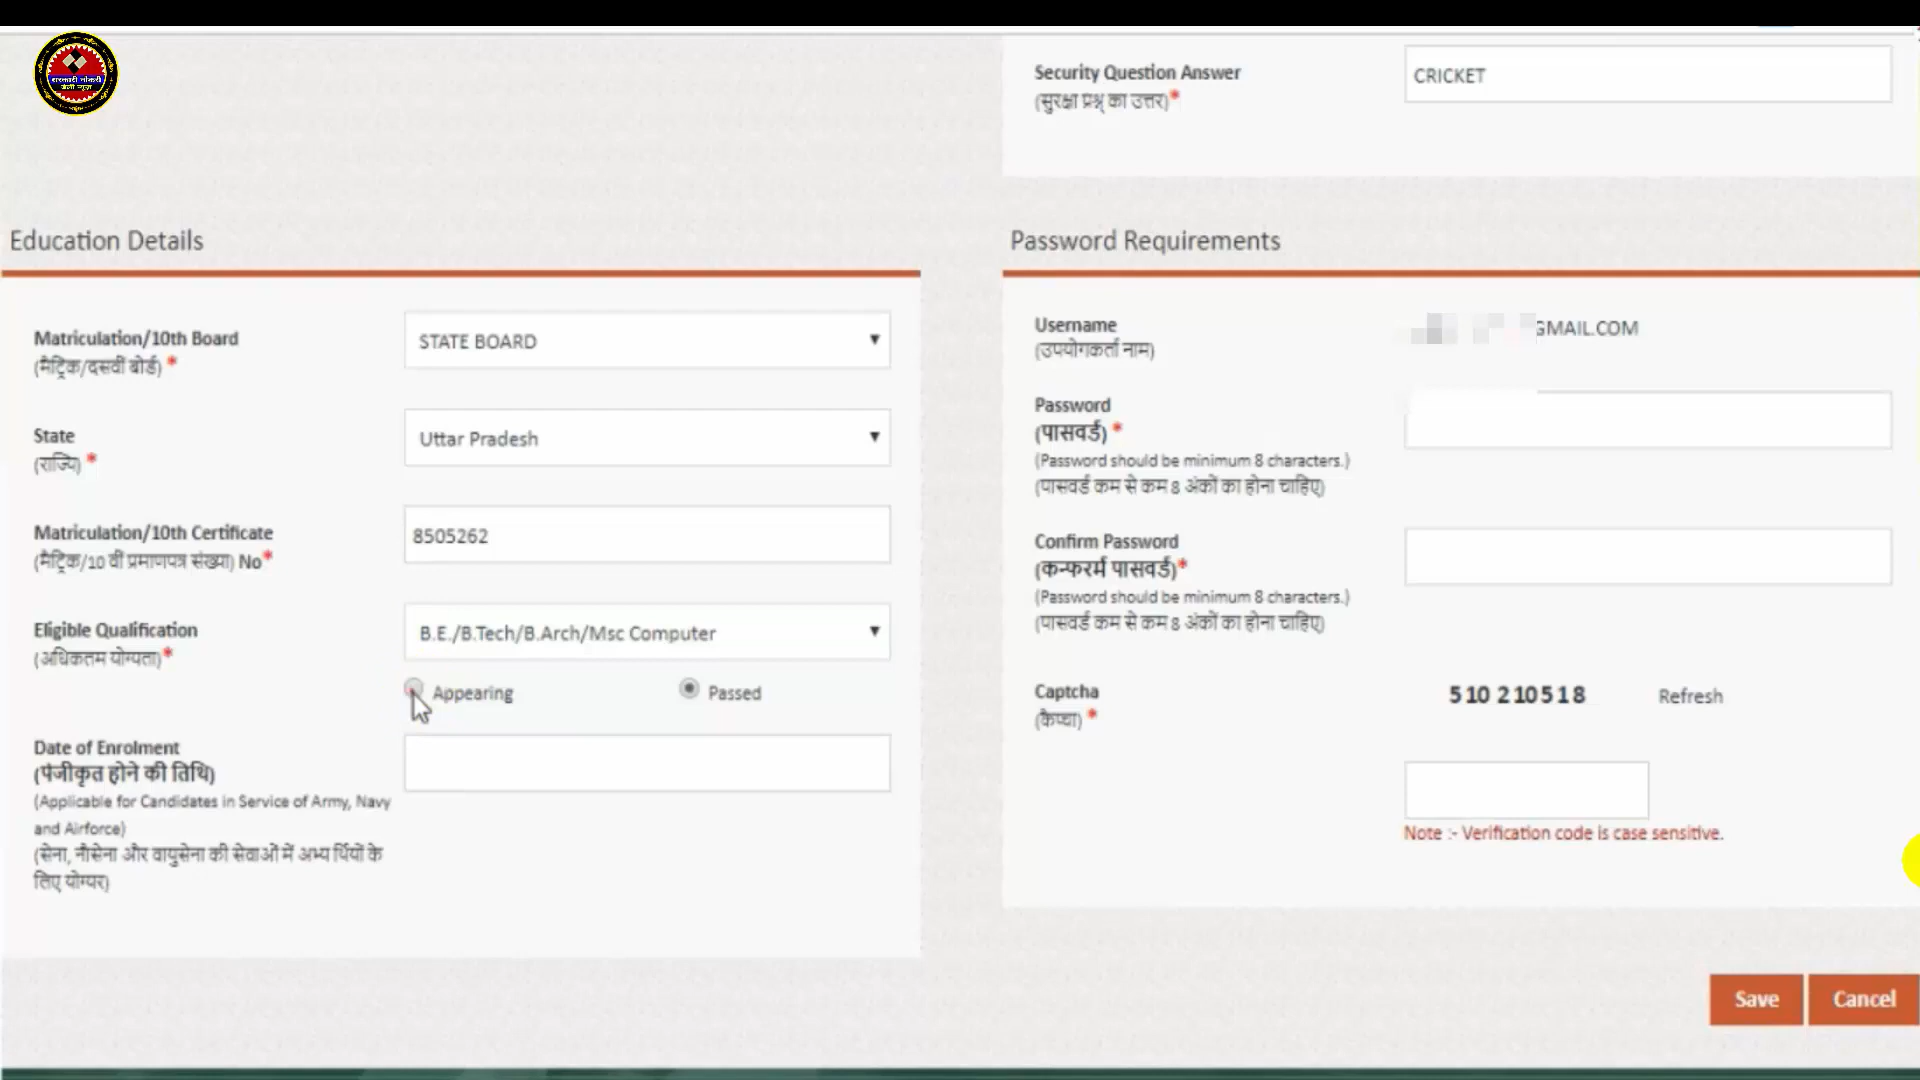 सरकारी नौकरी
Security Question Answer
(सुरक्षा प्रश्न् का उत्तर)*
CRICKET
Education Details
Matriculation/10th Board
(मैट्रिक/दसवीं बोर्ड) *
STATE BOARD
State
(राज्यि) *
Uttar Pradesh
Matriculation/10th Certificate
(मैट्रिक/10 वीं प्रमाणपत्र संख्या) No*
8505262
Eligible Qualification
(अधिकतम योग्यता)*
B.E./B.Tech/B.Arch/Msc Computer
Appearing Passed
Date of Enrolment
(पंजीकृत होने की तिथि)
(Applicable for Candidates in Service of Army, Navy
and Airforce)
(सेना, नौसेना और वायुसेना की सेवाओं में अभ्य र्थियों के
लिए योग्यर)
Password Requirements
Username
(उपयोगकर्ता नाम)
GMAIL.COM
Password
(पासवर्ड) *
(Password should be minimum 8 characters.)
(पासवर्ड कम से कम 8 अंकों का होना चाहिए)
Confirm Password
(कन्फरर्म पासवर्ड)*
(Password should be minimum 8 characters.)
(पासवर्ड कम से कम 8 अंकों का होना चाहिए)
Captcha
(कैप्चा) *
510210518 Refresh
Note :- Verification code is case sensitive.
Save Cancel